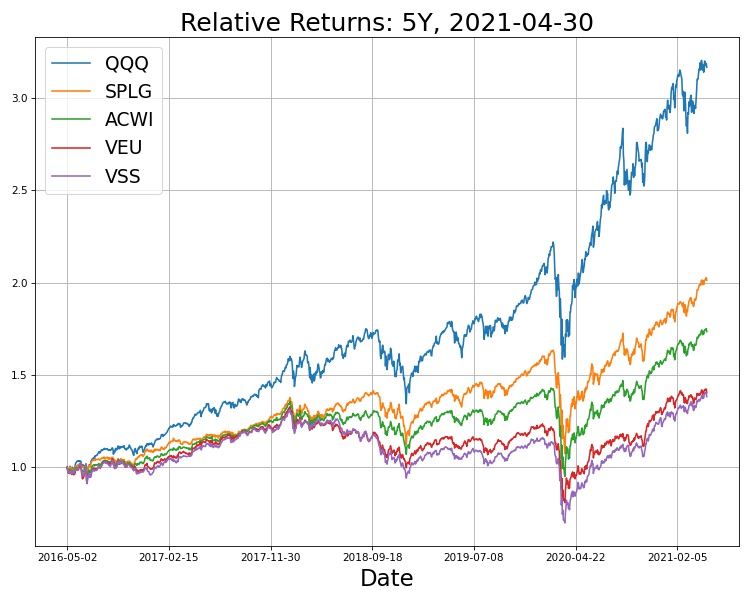 Relative Returns: 5Y, 2021-04-30
QQQ
SPLG
ACWI
VEU
VSS
3.0
2.5
2.0
1.5
1.0
2016-05-02 2017-02-15 2017-11-30 2018-09-18 2019-07-08 2020-04-22 2021-02-05
Date